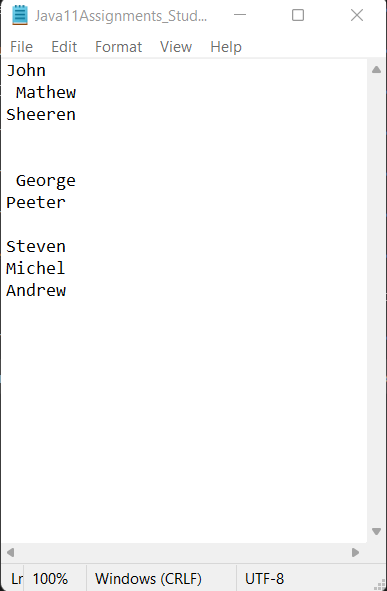 Java11Assignments_Stud...
File Edit Format View Help
John
Mathew
Sheeren
George
Peeter
Steven
Michel
Andrew
Ln 100% Windows (CRLF) UTF-8